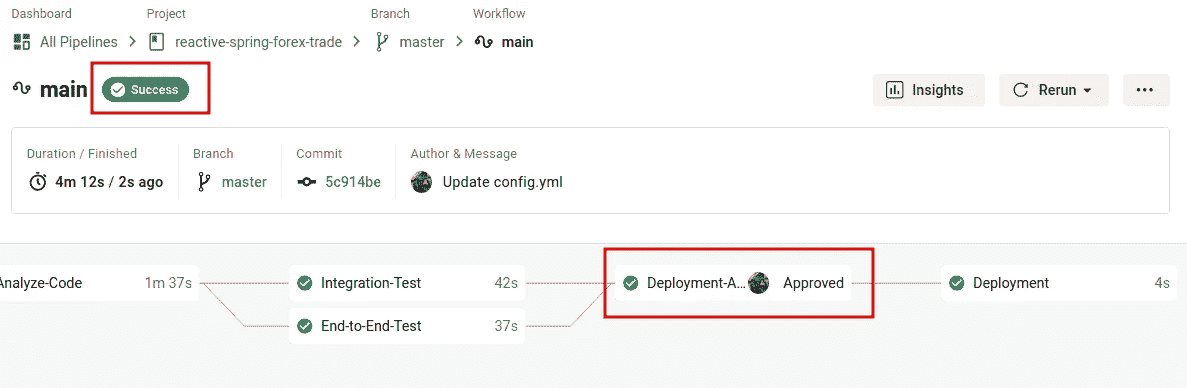 Dashboard Project Branch Workflow
All Pipelines reactive-spring-forex-trade master main
main Success Insights Rerun ...
Duration / Finished Branch Commit Author & Message
4m 12s / 2s ago master 5c914be Update config.yml
Analyze-Code 1m 37s Integration-Test 42s Deployment-A... Approved Deployment 4s
End-to-End-Test 37s